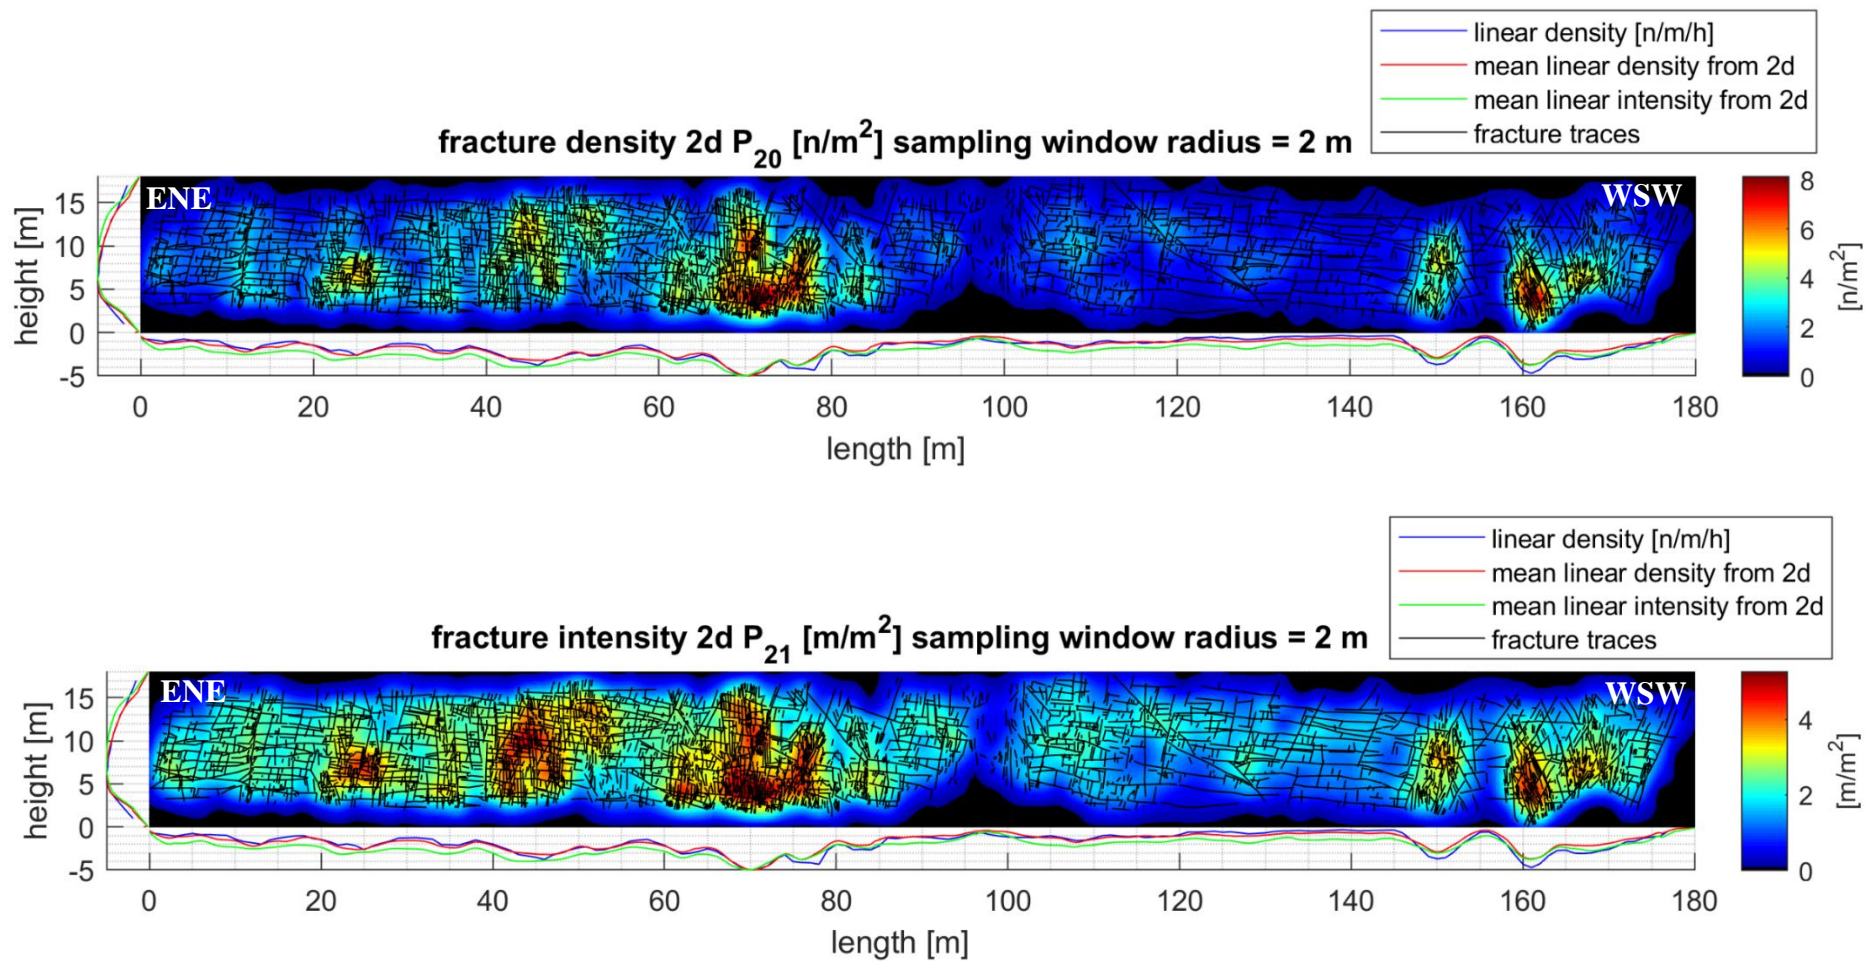 linear density [n/m/h]
mean linear density from 2d
mean linear intensity from 2d
fracture traces
fracture density 2d P20 [n/m2] sampling window radius = 2 m
ENE
WSW
height [m]
15
10
5
0
-5
0
20
40
60
80
100
120
140
160
180
length [m]
8
6
4
2
0
[n/m2]
linear density [n/m/h]
mean linear density from 2d
mean linear intensity from 2d
fracture traces
fracture intensity 2d P21 [m/m2] sampling window radius = 2 m
ENE
WSW
height [m]
15
10
5
0
-5
0
20
40
60
80
100
120
140
160
180
length [m]
4
2
0
[m/m2]